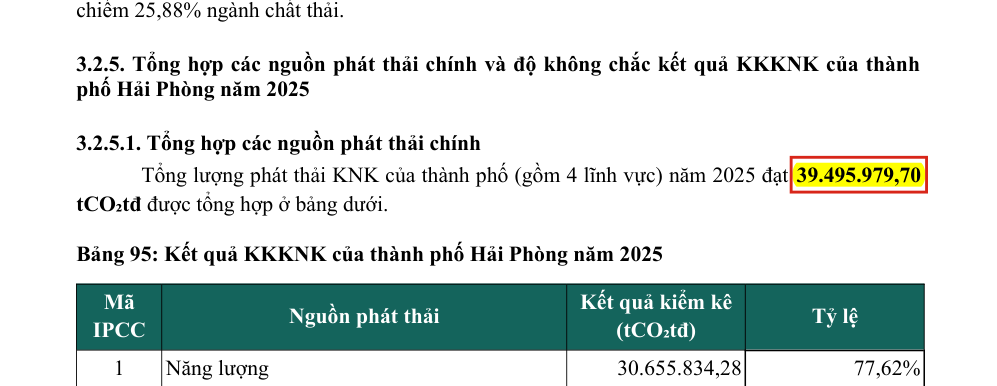 chiếm 25,88% ngành chất thải.
3.2.5. Tổng hợp các nguồn phát thải chính và độ không chắc kết quả KKKNK của thành
phố Hải Phòng năm 2025
3.2.5.1. Tổng hợp các nguồn phát thải chính
Tổng lượng phát thải KNK của thành phố (gồm 4 lĩnh vực) năm 2025 đạt 39.495.979,70
tCO₂tđ được tổng hợp ở bảng dưới.
Bảng 95: Kết quả KKKNK của thành phố Hải Phòng năm 2025
Mã IPCC Nguồn phát thải Kết quả kiểm kê (tCO₂tđ) Tỷ lệ
1 Năng lượng 30.655.834,28 77,62%